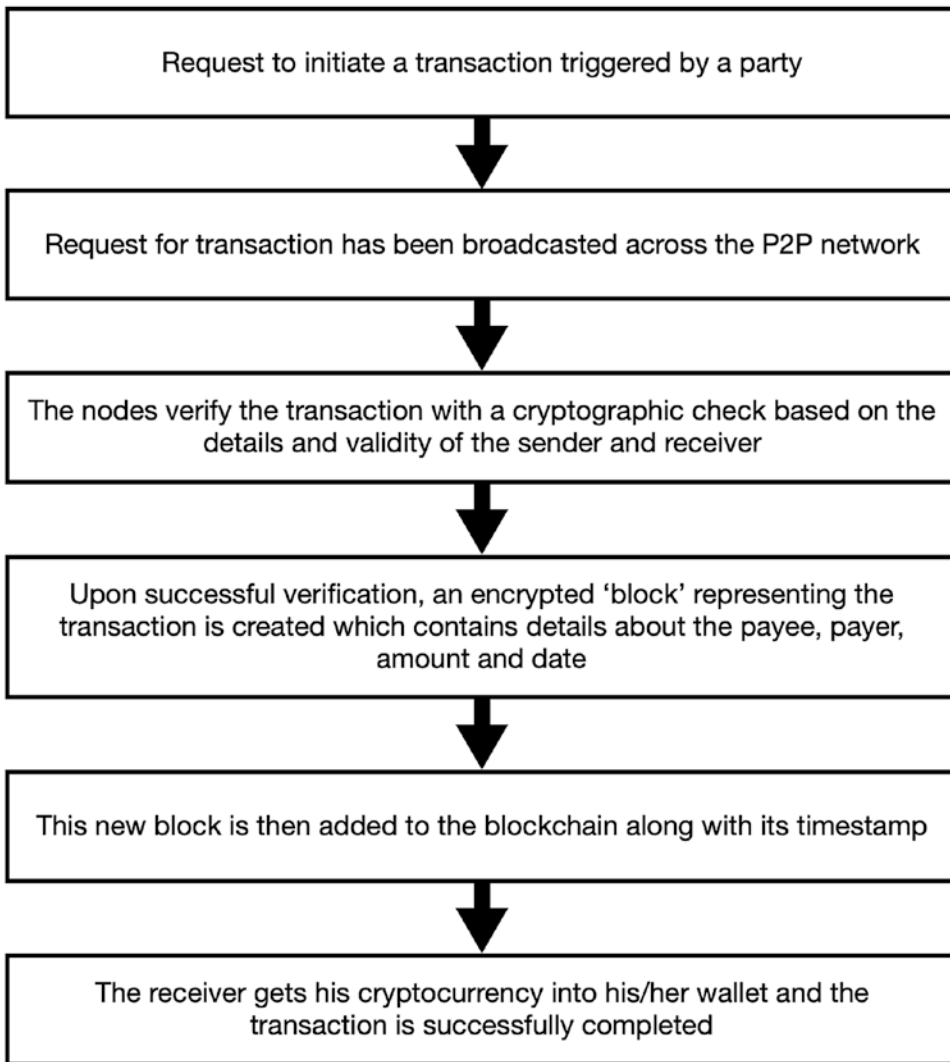 Request to initiate a transaction triggered by a party
Request for transaction has been broadcasted across the P2P network
The nodes verify the transaction with a cryptographic check based on the
details and validity of the sender and receiver
Upon successful verification, an encrypted ‘block’ representing the
transaction is created which contains details about the payee, payer,
amount and date
This new block is then added to the blockchain along with its timestamp
The receiver gets his cryptocurrency into his/her wallet and the
transaction is successfully completed